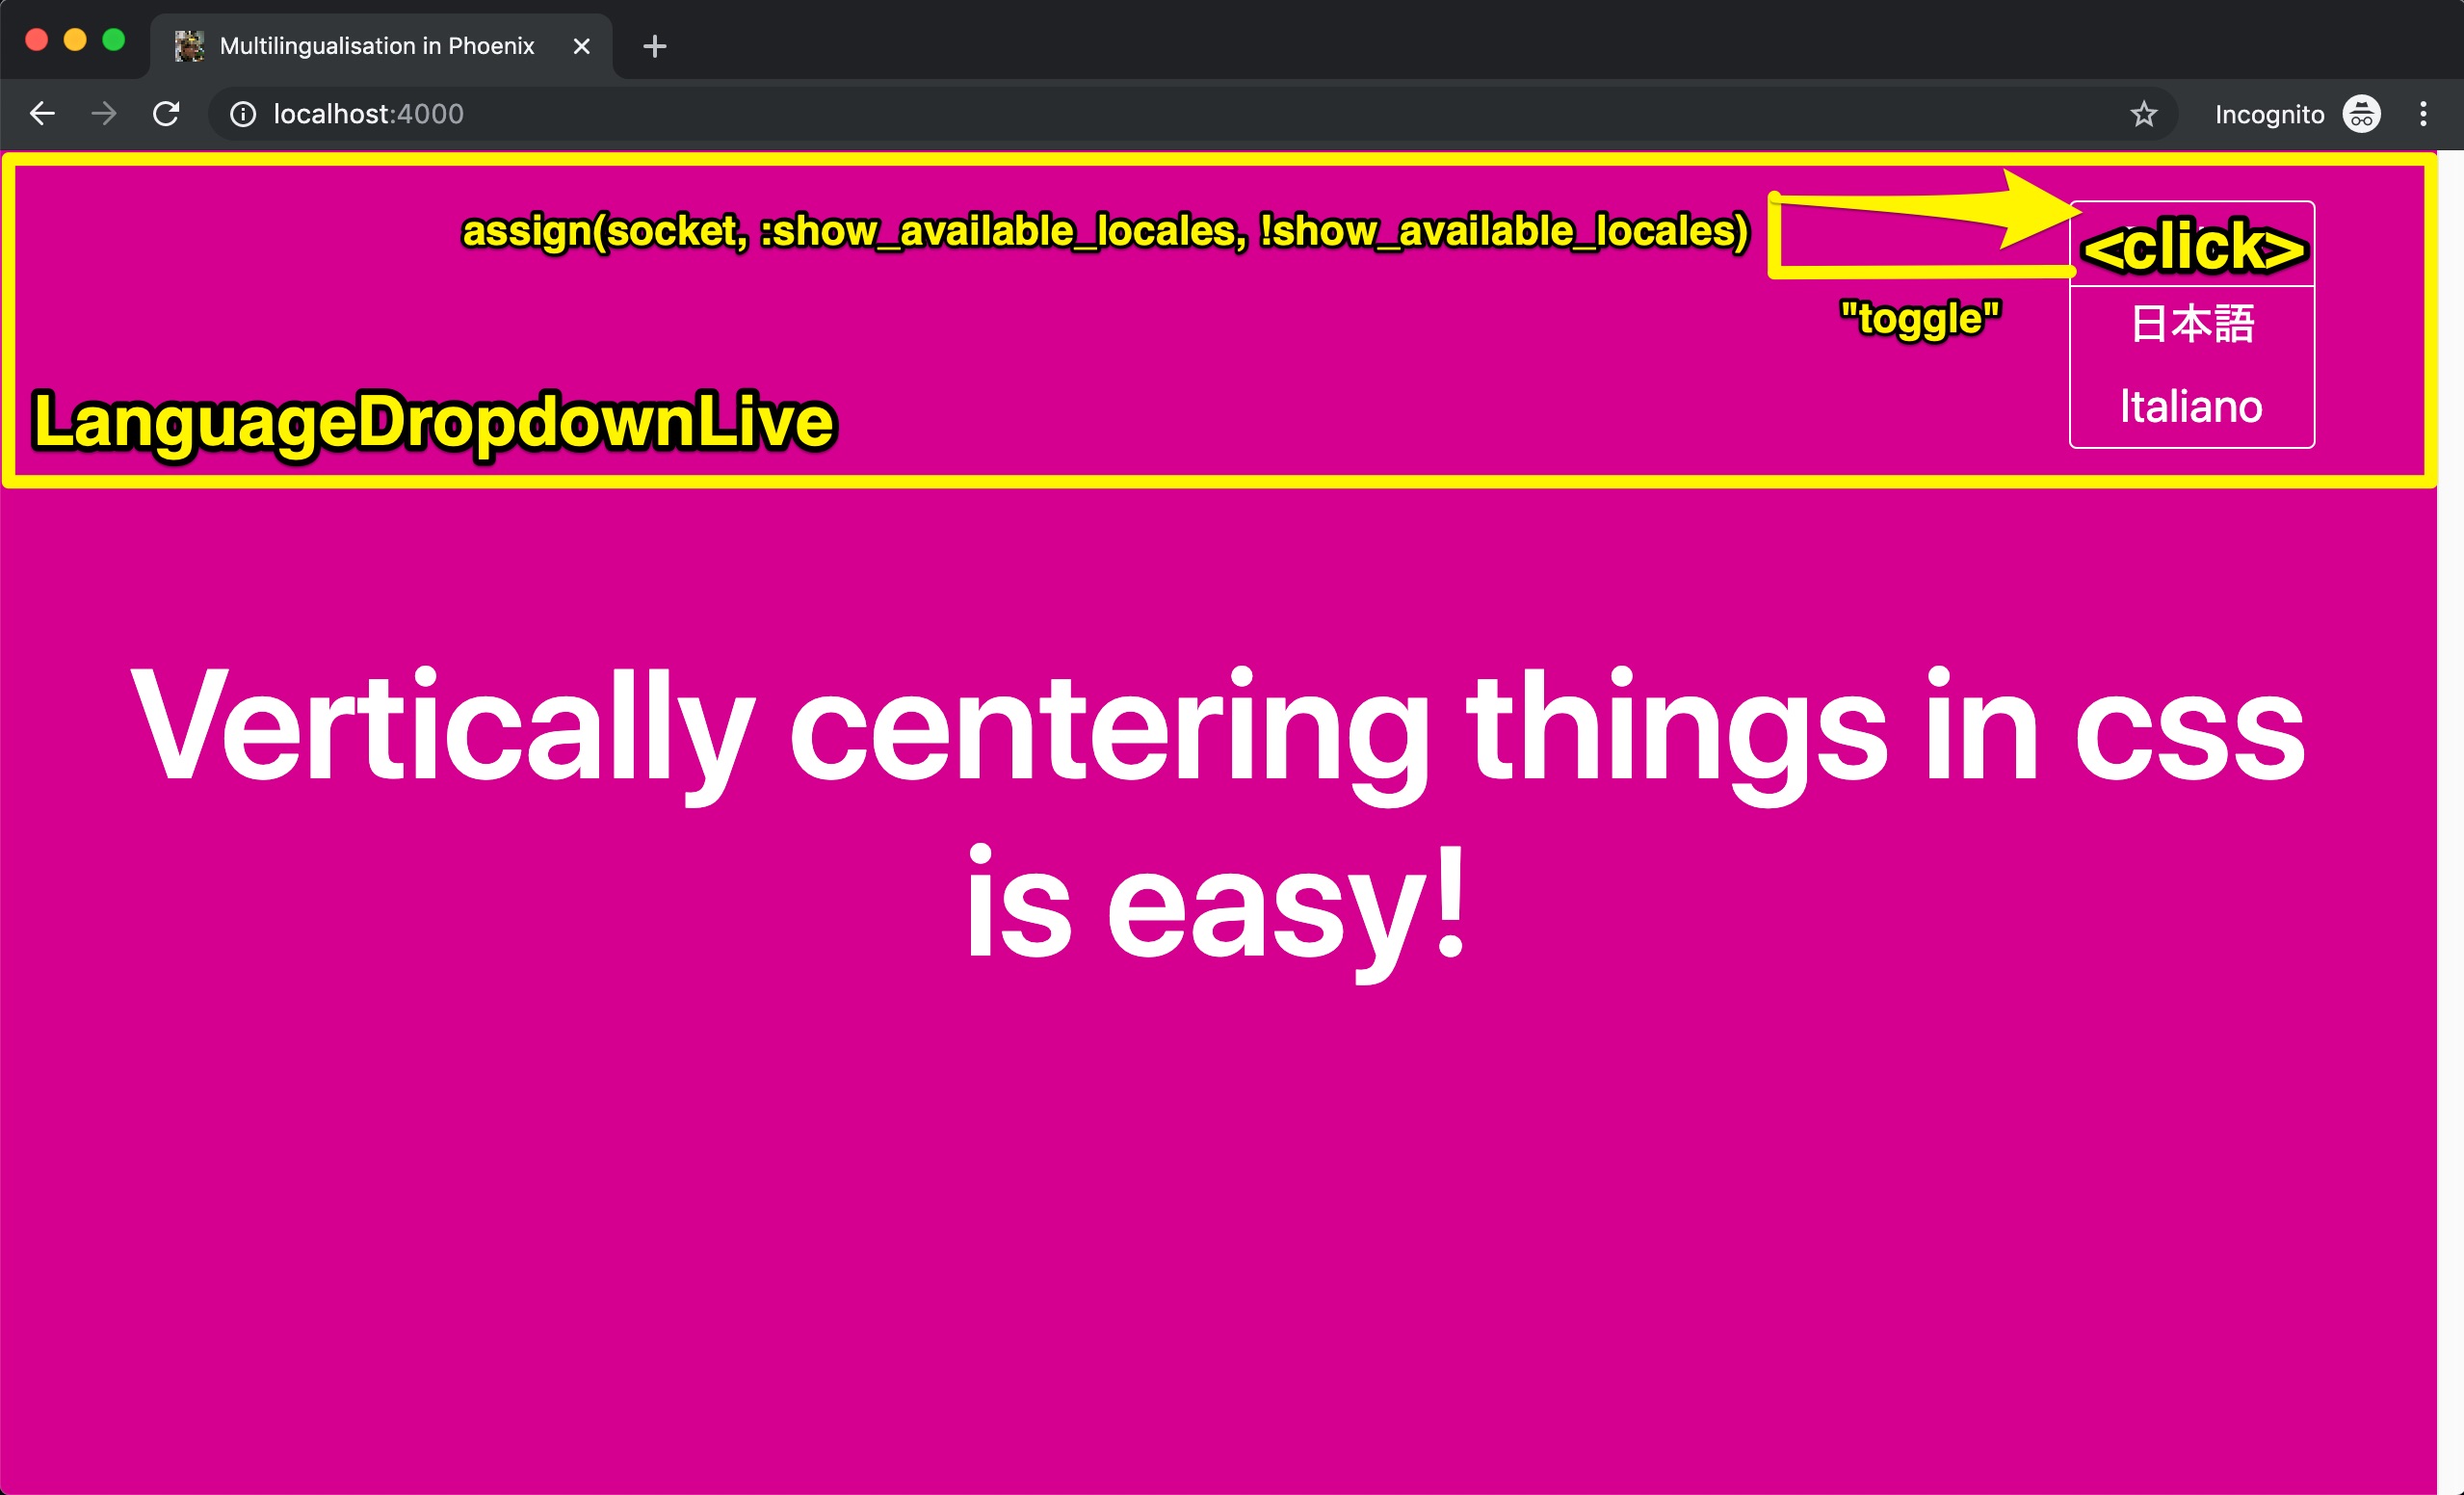 Multilingualisation in Phoenix
localhost:4000
Incognito
assign(socket, :show_available_locales, !show_available_locales)
<click>
"toggle"
日本語
Italiano
LanguageDropdownLive
Vertically centering things in css
is easy!